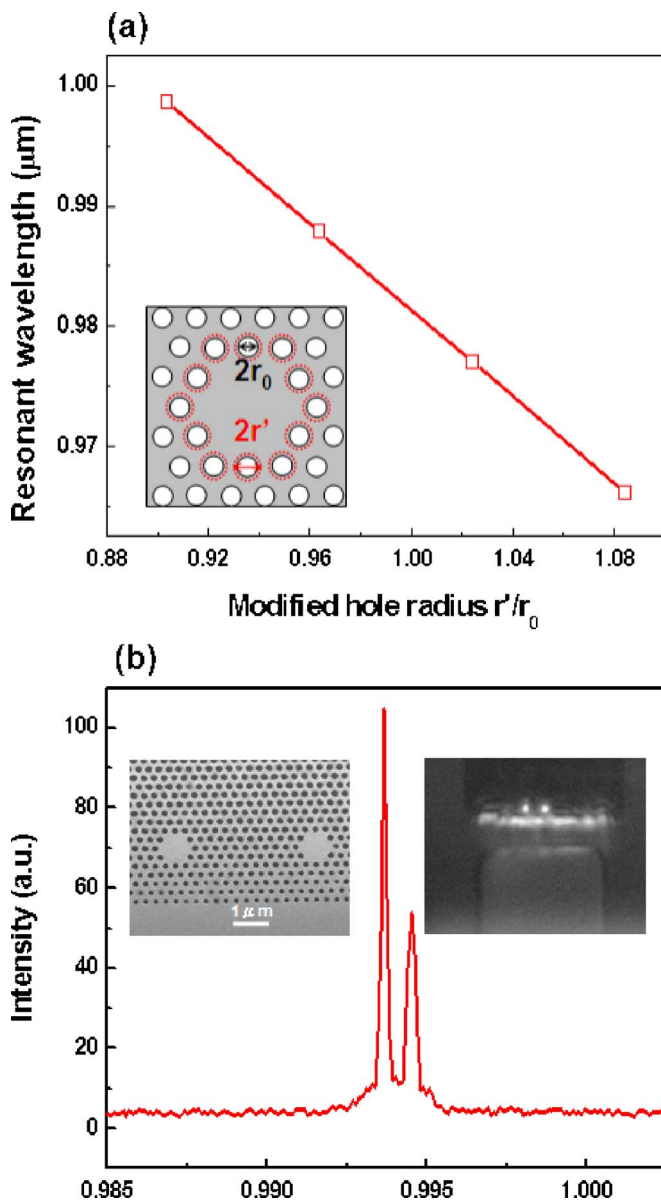 (a)
Resonant wavelength (μm)
1.00
0.99
0.98
0.97
2r₀
2r'
0.88 0.92 0.96 1.00 1.04 1.08
Modified hole radius r'/r₀
(b)
Intensity (a.u.)
100
80
60
40
20
0
1μm
0.985 0.990 0.995 1.000